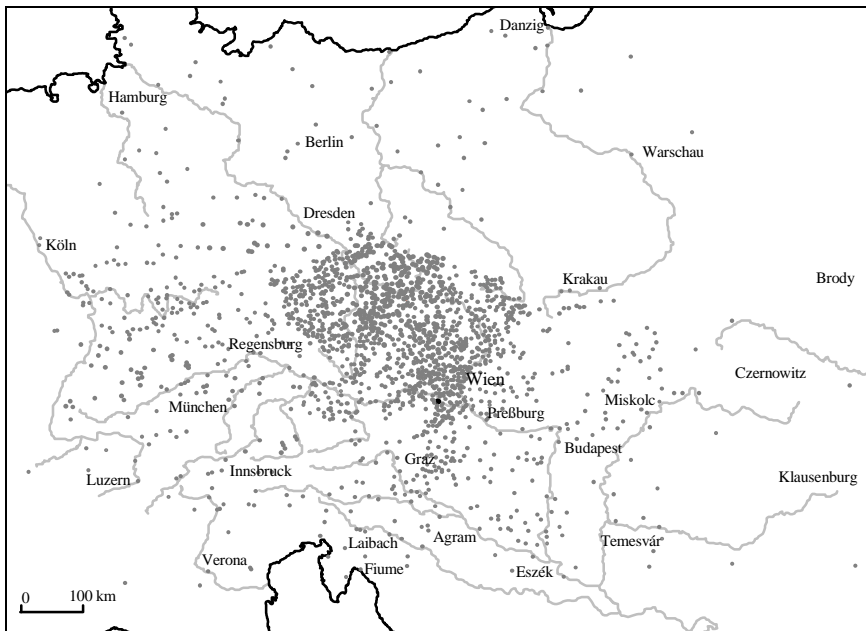 Danzig
Hamburg
Berlin
Warschau
Dresden
Köln
Krakau
Brody
Regensburg
Czernowitz
Wien
München
Preßburg
Miskolc
Budapest
Graz
Innsbruck
Luzern
Klausenburg
Laibach
Agram
Temesvár
Verona
Fiume
Eszék
0 100 km